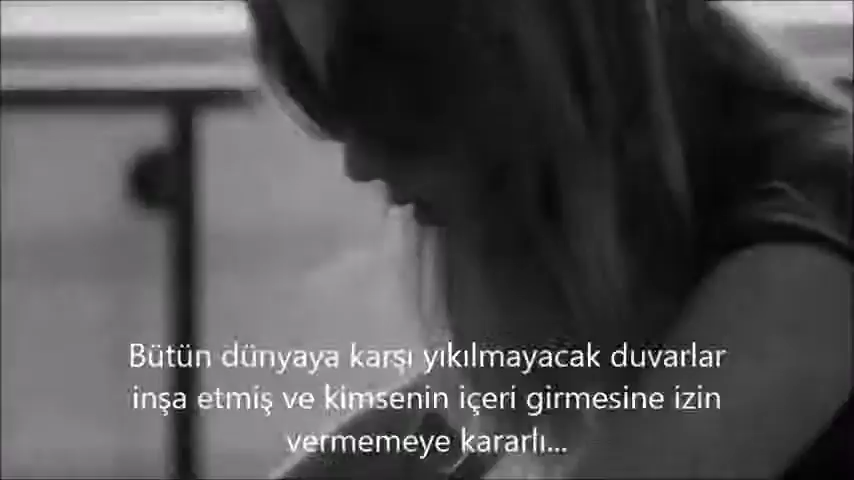 Bütün dünyaya karşı yıkılmayacak duvarlar
inşa etmiş ve kimsenin içeri girmesine izin
vermemeye kararlı...